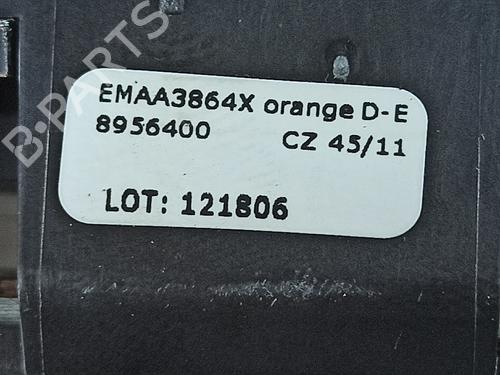 B-PARTS
EMAA3864X orange D-E
8956400 CZ 45/11
LOT: 121806